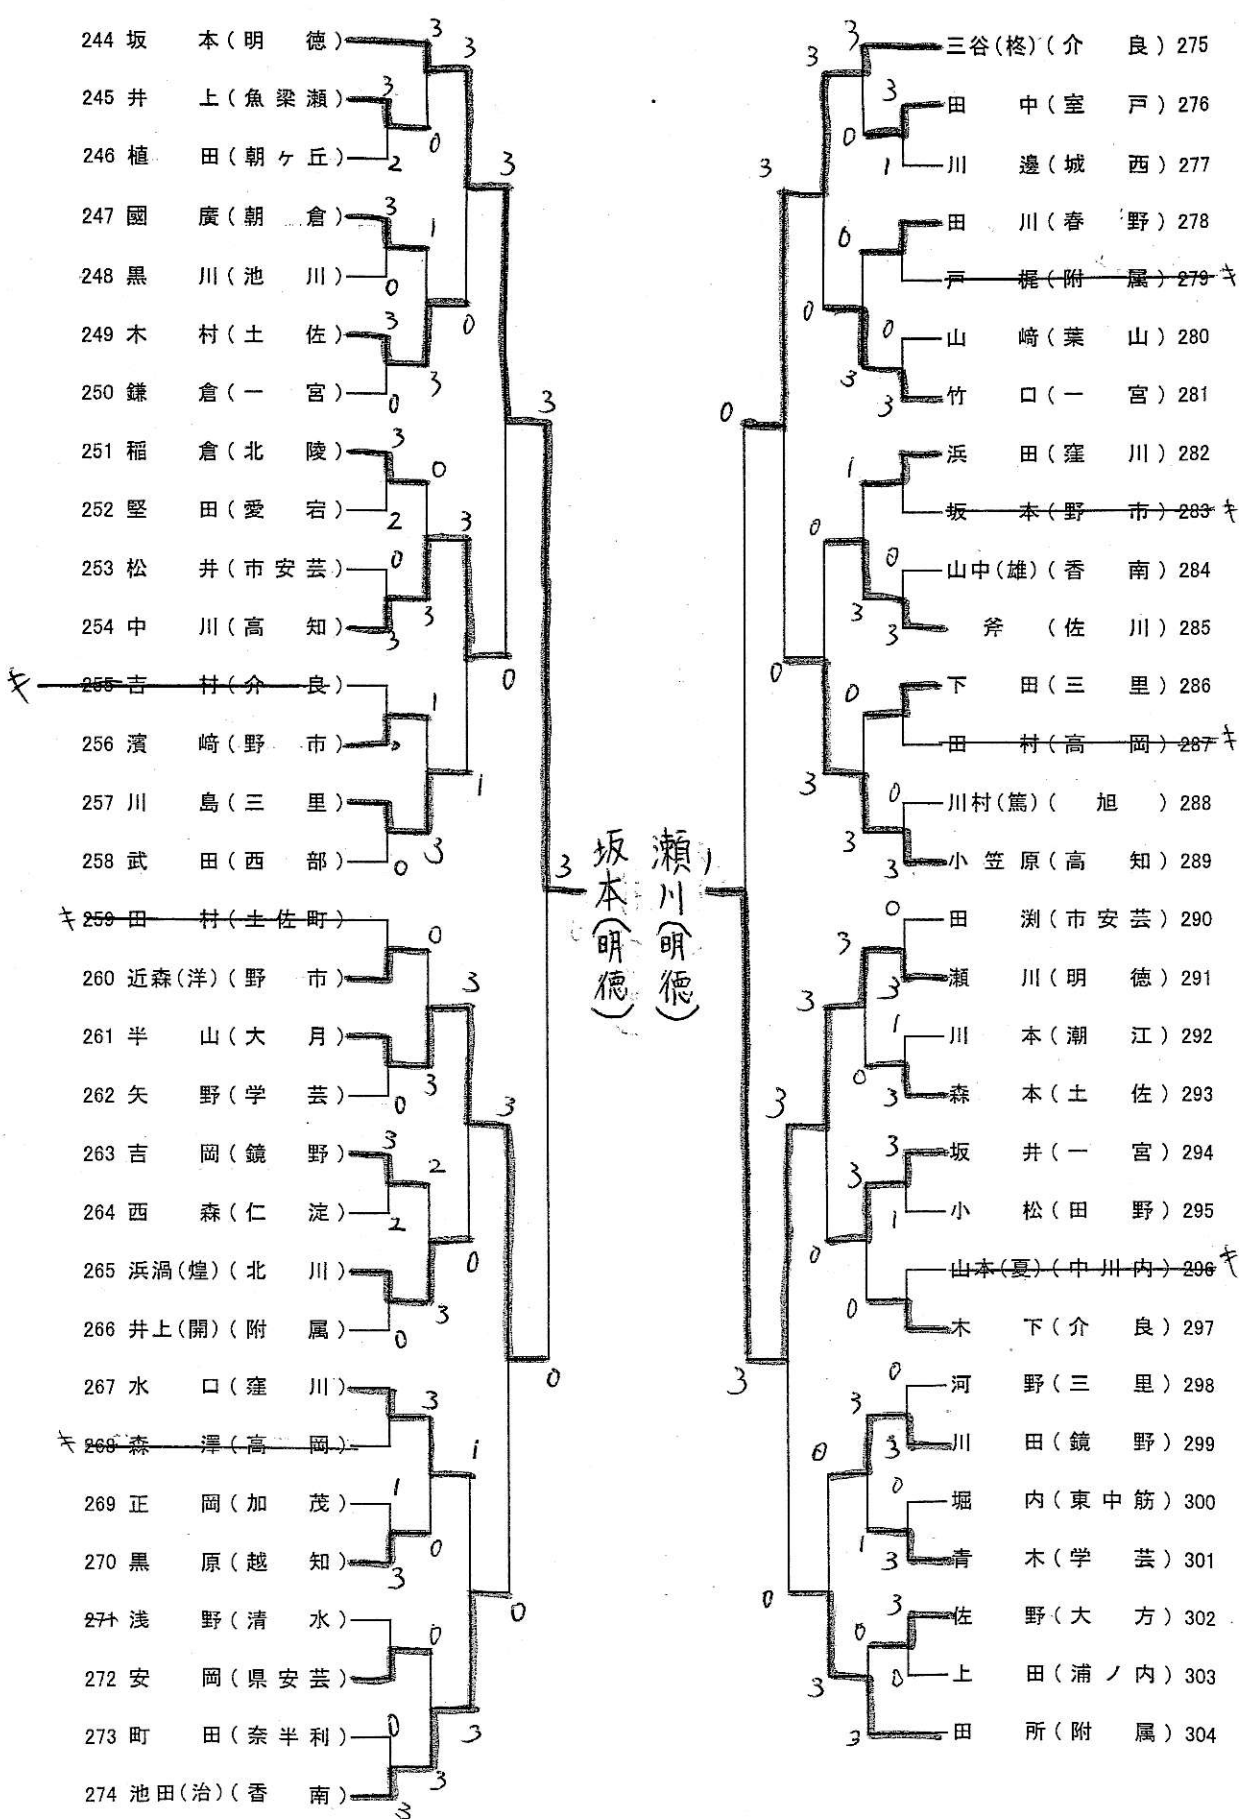 244 坂 本(明 徳)
245 井 上(魚梁瀬)
246 植 田(朝ヶ丘)
247 國 廣(朝 倉)
248 黒 川(池 川)
249 木 村(土 佐)
250 鎌 倉(一 宮)
251 稲 倉(北 陵)
252 堅 田(愛 宕)
253 松 井(市安芸)
254 中 川(高 知)
キ 255 吉 村(介 良)
256 濱 崎(野 市)
257 川 島(三 里)
258 武 田(西 部)
キ 259 田 村(土佐町)
260 近森(洋)(野 市)
261 半 山(大 月)
262 矢 野(学 芸)
263 吉 岡(鏡 野)
264 西 森(仁 淀)
265 浜渦(煌)(北 川)
266 井上(開)(附 属)
267 水 口(窪 川)
キ 268 森 澤(高 岡)
269 正 岡(加 茂)
270 黒 原(越 知)
271 浅 野(清 水)
272 安 岡(県安芸)
273 町 田(奈半利)
274 池田(治)(香 南)
3 坂本(明徳)
瀬川(明徳) 1
三谷(柊)(介 良) 275
田 中(室 戸) 276
川 邊(城 西) 277
田 川(春 野) 278
戸 梶(附 属) 279 キ
山 崎(葉 山) 280
竹 口(一 宮) 281
浜 田(窪 川) 282
坂 本(野 市) 283 キ
山中(雄)(香 南) 284
斧 (佐 川) 285
下 田(三 里) 286
田 村(高 岡) 287 キ
川村(篤)( 旭 ) 288
小笠原(高 知) 289
田 渕(市安芸) 290
瀬 川(明 徳) 291
川 本(潮 江) 292
森 本(土 佐) 293
坂 井(一 宮) 294
小 松(田 野) 295
山本(夏)(中川内) 296 キ
木 下(介 良) 297
河 野(三 里) 298
川 田(鏡 野) 299
堀 内(東中筋) 300
青 木(学 芸) 301
佐 野(大 方) 302
上 田(浦ノ内) 303
田 所(附 属) 304